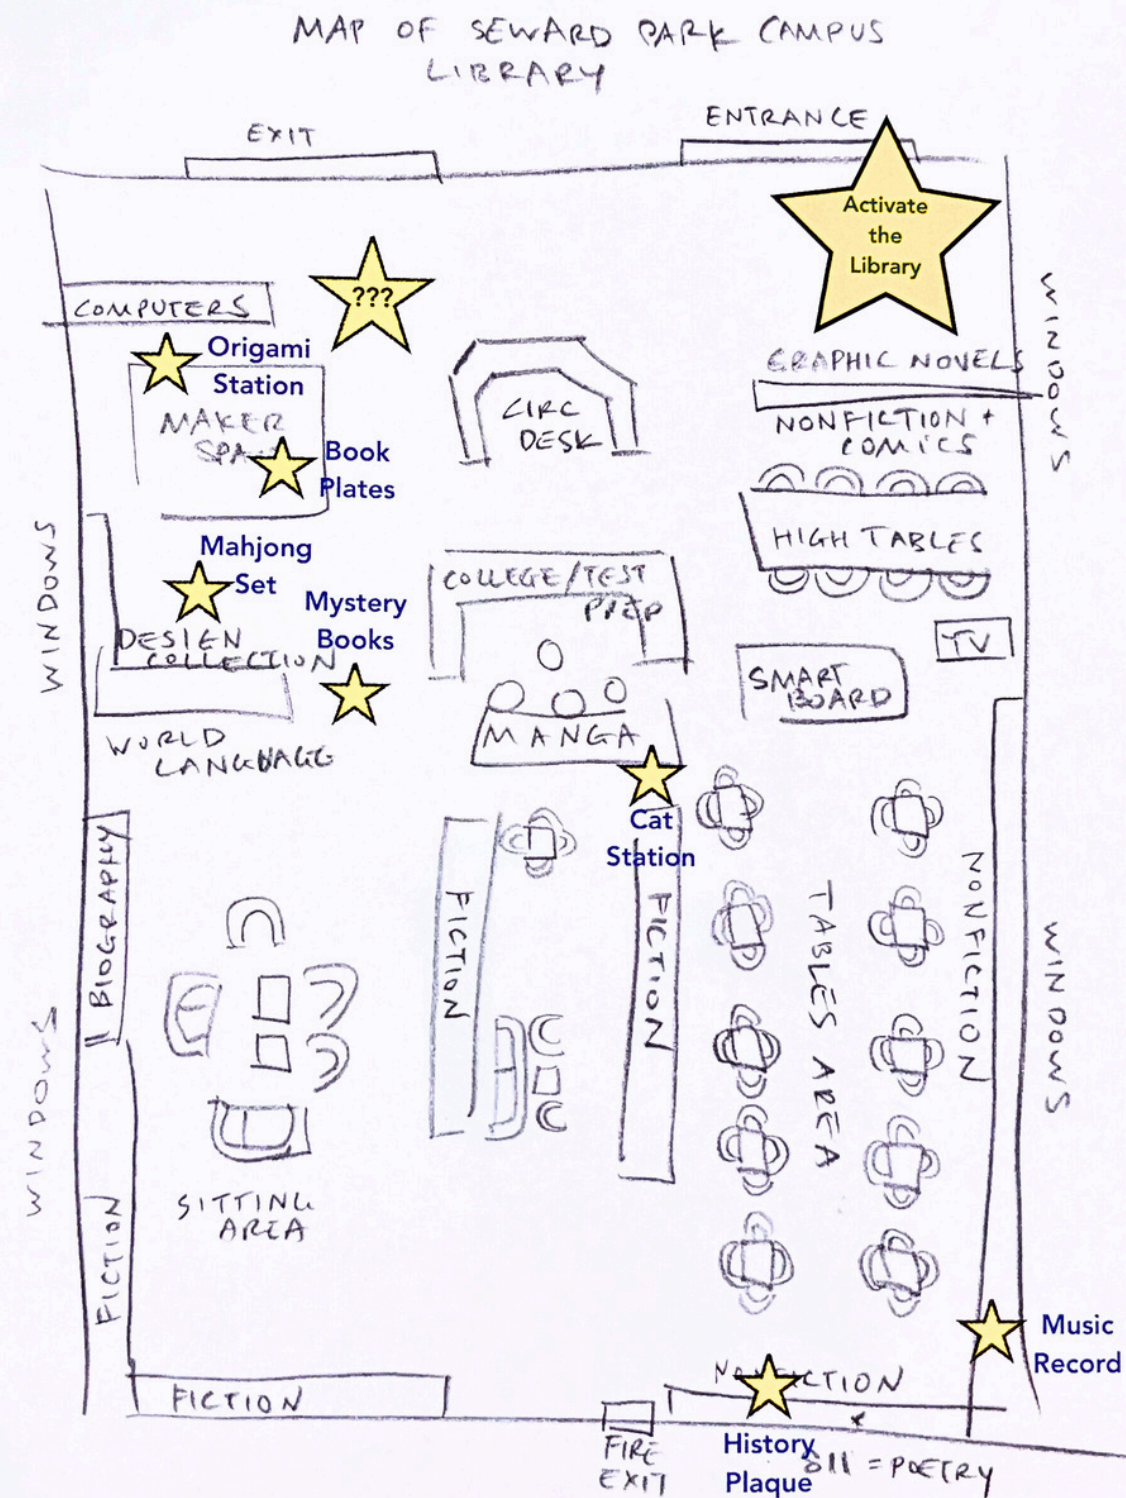 MAP OF SEWARD PARK CAMPUS
LIBRARY
EXIT
ENTRANCE
Activate
the
Library
???
COMPUTERS
WINDOWS
Origami
Station
GRAPHIC NOVELS
MAKER
CIRC
DESK
NONFICTION +
COMICS
Book
Plates
WINDOWS
Mahjong
Set
HIGH TABLES
COLLEGE/TEST
PREP
Mystery
Books
DESIGN
COLLECTION
TV
SMART
BOARD
WORLD
LANGUAGE
MANGA
Cat
Station
BIOGRAPHY
FICTION
FICTION
TABLES AREA
NONFICTION
WINDOWS
WINDOWS
SITTING
AREA
FICTION
Music
Record
FICTION
FIRE
EXIT
History
Plaque
811 = POETRY